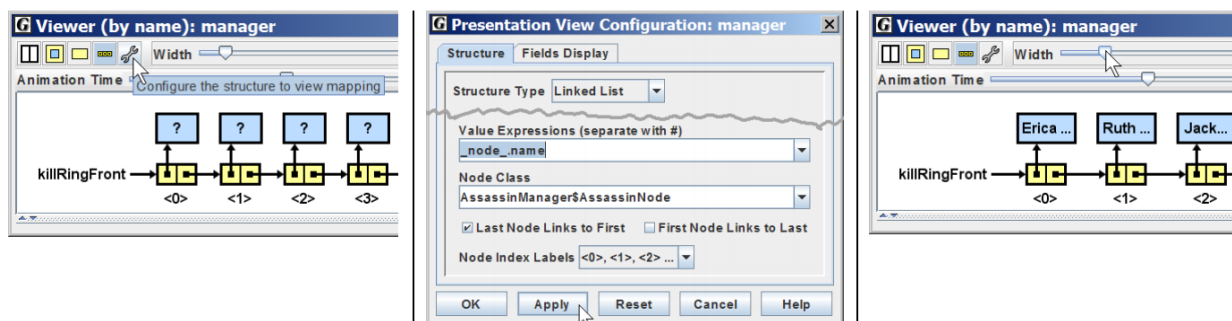 Viewer (by name): manager
Width
Animation Time
Configure the structure to view mapping
? ? ? ?
killRingFront
<0> <1> <2> <3>
Presentation View Configuration: manager
Structure Fields Display
Structure Type Linked List
Value Expressions (separate with #)
_node_.name
Node Class
AssassinManager$AssassinNode
Last Node Links to First First Node Links to Last
Node Index Labels <0>, <1>, <2> ...
OK Apply Reset Cancel Help
Viewer (by name): manager
Width
Animation Time
Erica ... Ruth ... Jack...
killRingFront
<0> <1> <2>